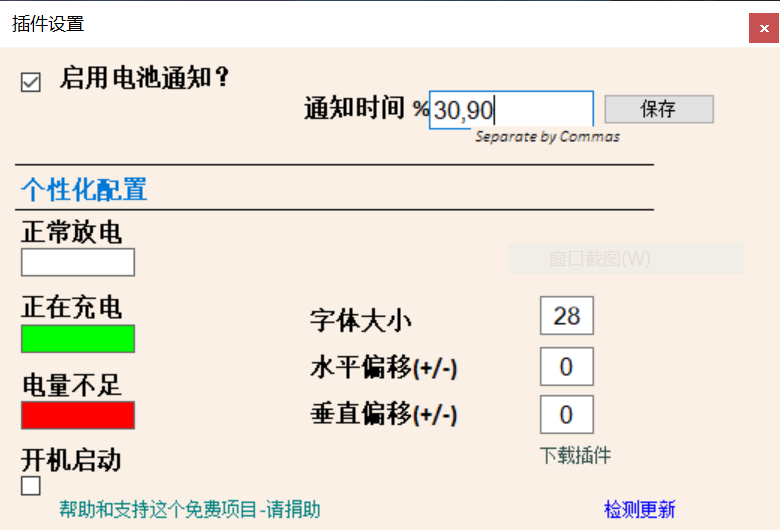 插件设置
启用电池通知？
通知时间 % 30,90 保存
Separate by Commas
个性化配置
正常放电
窗口截图(W)
正在充电
字体大小 28
水平偏移(+/-) 0
电量不足
垂直偏移(+/-) 0
开机启动
下载插件
帮助和支持这个免费项目-请捐助
检测更新